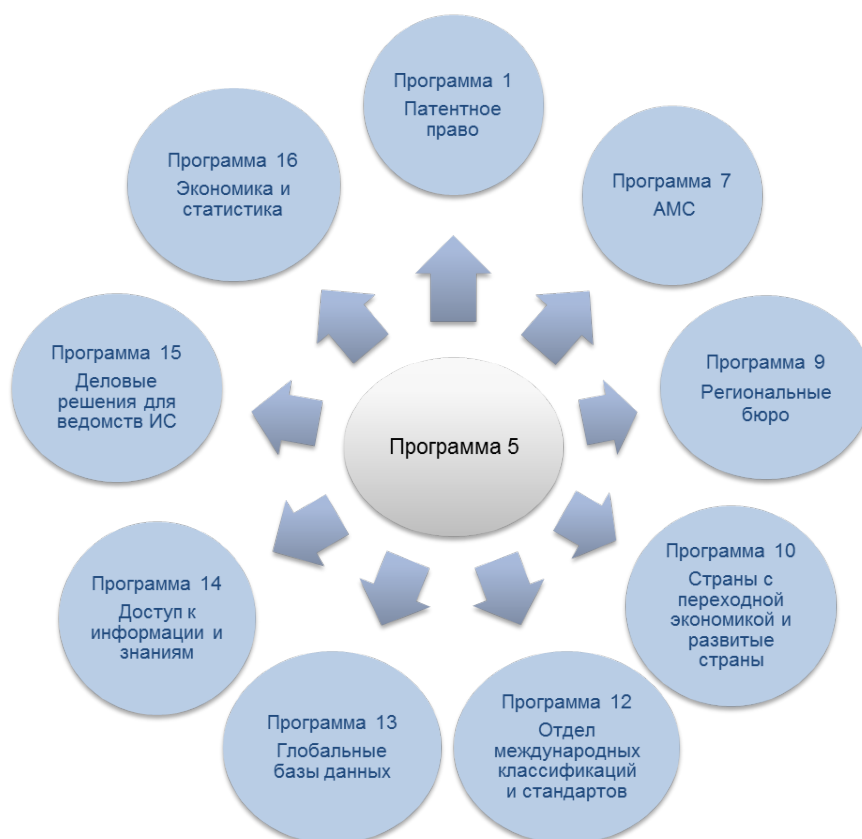 Программа 1
Патентное
право
Программа 7
АМС
Программа 9
Региональные
бюро
Программа 10
Страны с
переходной
экономикой и
развитые
страны
Программа 12
Отдел
международных
классификаций
и стандартов
Программа 13
Глобальные
базы данных
Программа 14
Доступ к
информации и
знаниям
Программа 15
Деловые
решения для
ведомств ИС
Программа 16
Экономика и
статистика
Программа 5